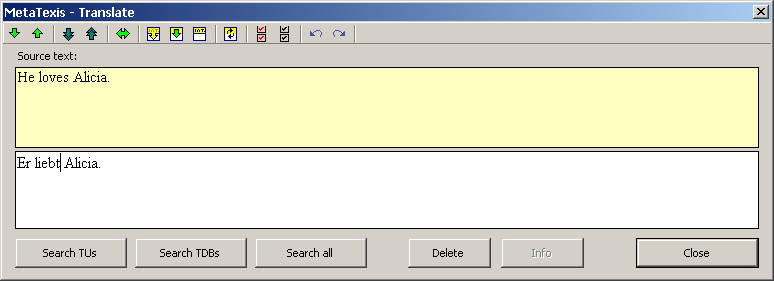 MetaTexis - Translate
Source text:
He loves Alicia.
Er liebt Alicia.
Search TUs Search TDBs Search all Delete Info Close